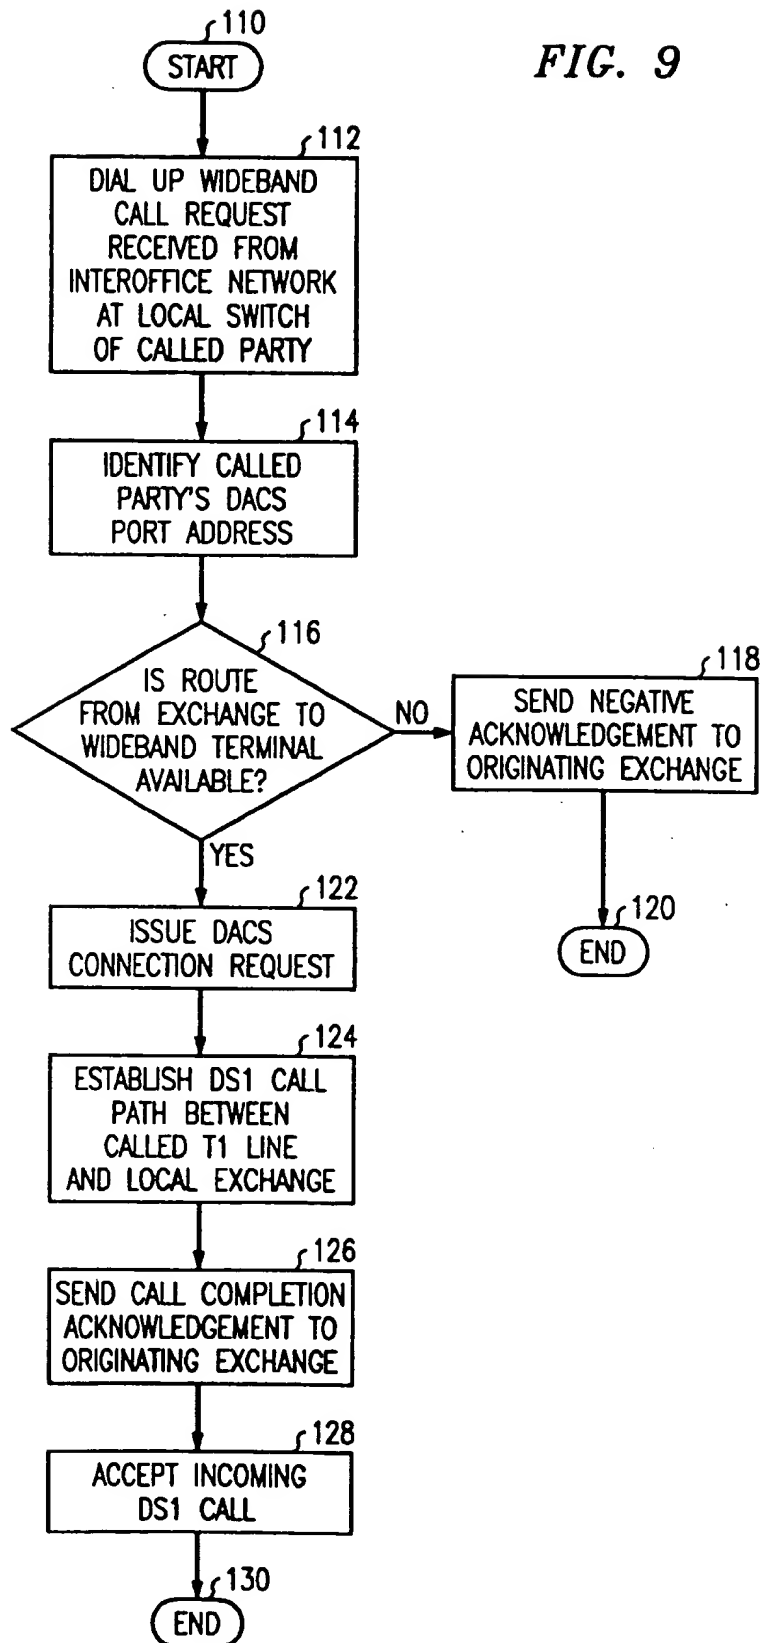 110
START
FIG. 9
112
DIAL UP WIDEBAND
CALL REQUEST
RECEIVED FROM
INTEROFFICE NETWORK
AT LOCAL SWITCH
OF CALLED PARTY
114
IDENTIFY CALLED
PARTY'S DACS
PORT ADDRESS
116
IS ROUTE
FROM EXCHANGE TO
WIDEBAND TERMINAL
AVAILABLE?
NO
118
SEND NEGATIVE
ACKNOWLEDGEMENT TO
ORIGINATING EXCHANGE
120
END
YES
122
ISSUE DACS
CONNECTION REQUEST
124
ESTABLISH DS1 CALL
PATH BETWEEN
CALLED T1 LINE
AND LOCAL EXCHANGE
126
SEND CALL COMPLETION
ACKNOWLEDGEMENT TO
ORIGINATING EXCHANGE
128
ACCEPT INCOMING
DS1 CALL
130
END